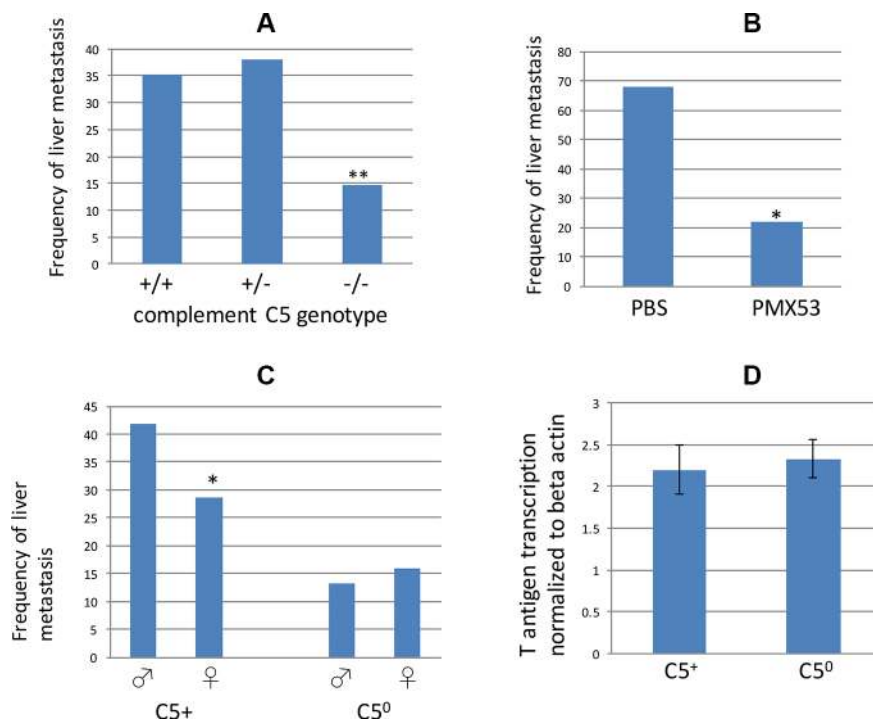 A
Frequency of liver metastasis
40
35
30
25
20
15
10
5
0
**
+/+ +/- -/-
complement C5 genotype
B
Frequency of liver metastasis
80
70
60
50
40
30
20
10
0
*
PBS PMX53
C
Frequency of liver
metastasis
45
40
35
30
25
20
15
10
5
0
*
♂ ♀ ♂ ♀
C5+ C5⁰
D
T antigen transcription
normalized to beta actin
3
2.5
2
1.5
1
0.5
0
C5⁺ C5⁰